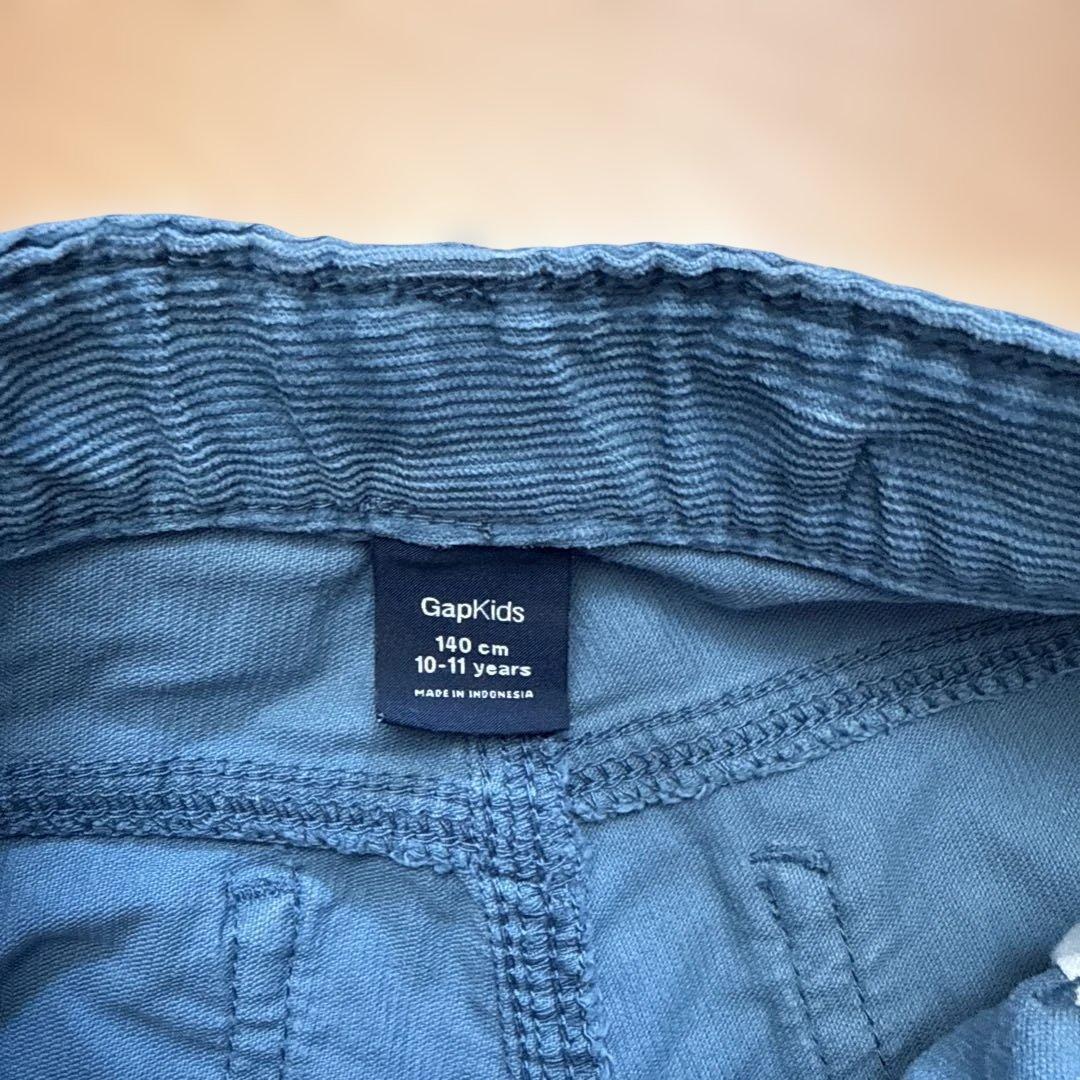 GapKids
140 cm
10-11 years
MADE IN INDONESIA